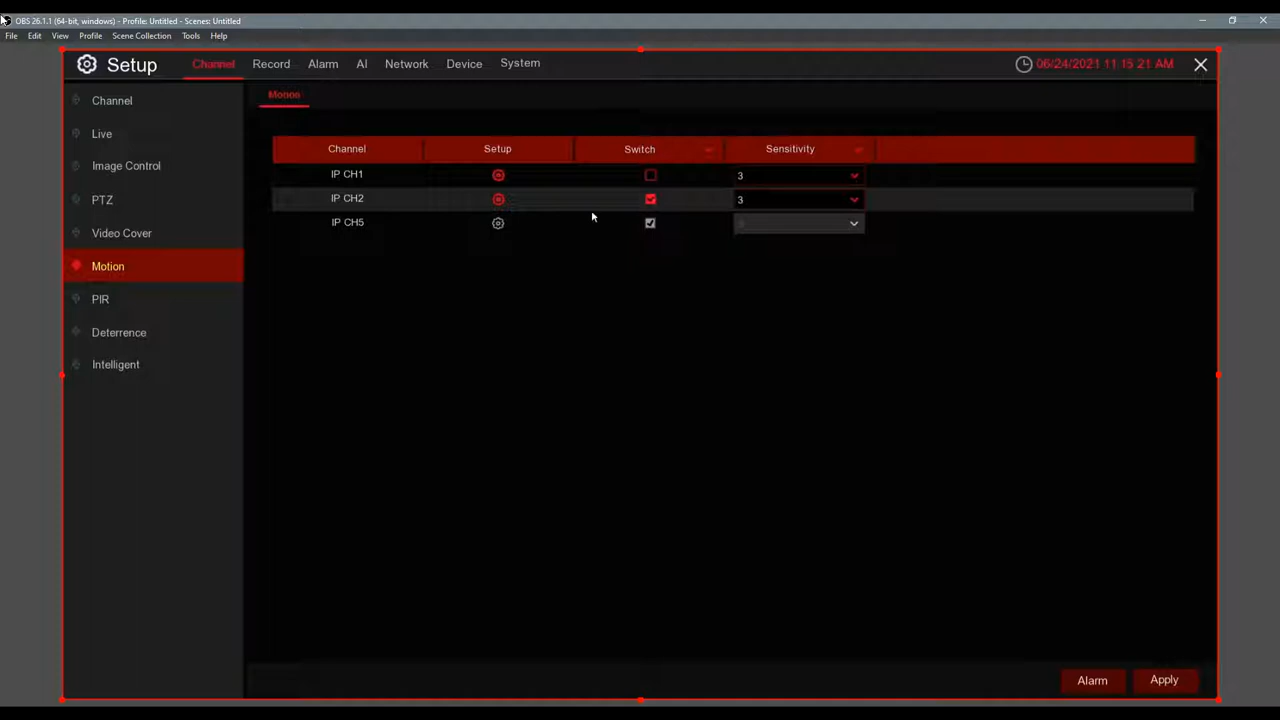 OBS 26.1.1 (64-bit, windows) - Profile: Untitled - Scenes: Untitled
File Edit View Profile Scene Collection Tools Help
Setup Channel Record Alarm AI Network Device System 06/24/2021 11:15:21 AM
Channel
Live
Image Control
PTZ
Video Cover
Motion
PIR
Deterrence
Intelligent
Motion
Channel Setup Switch Sensitivity
IP CH1 3
IP CH2 3
IP CH5
Alarm Apply